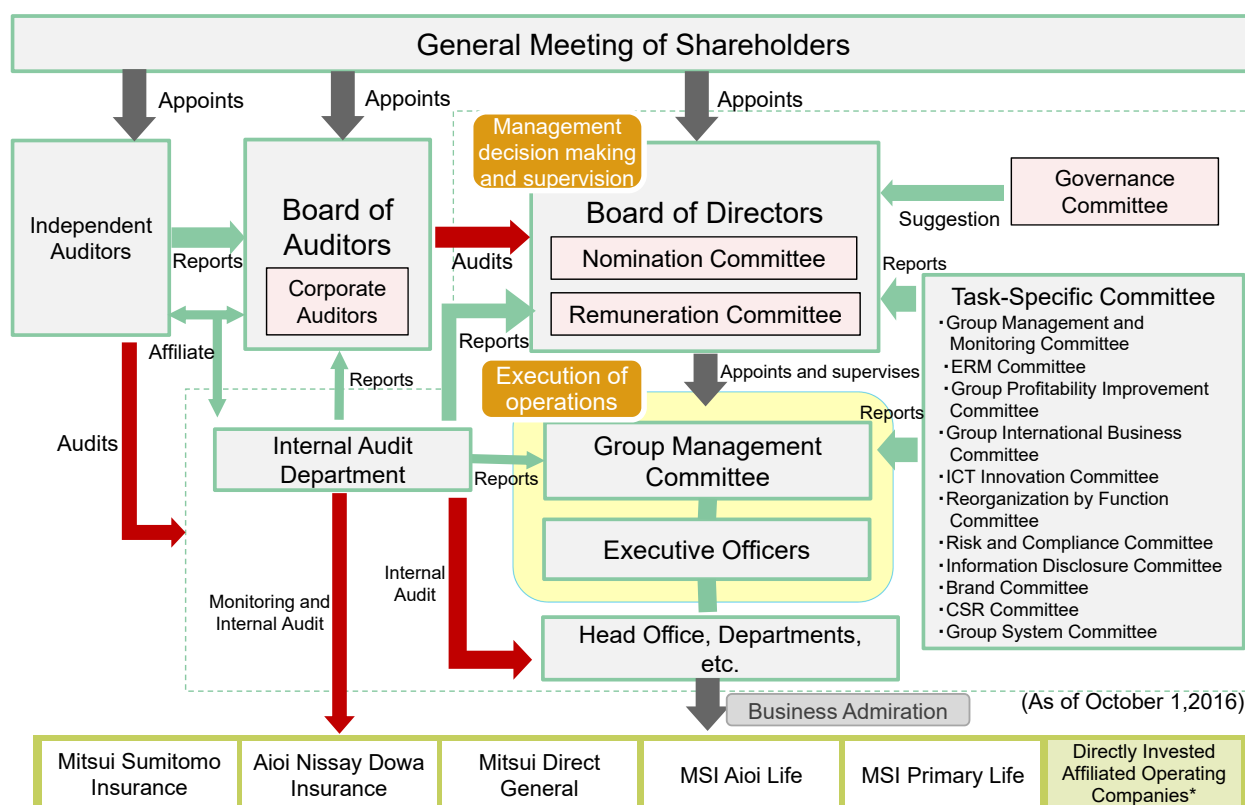 General Meeting of Shareholders
Appoints
Appoints
Appoints
Management
decision making
and supervision
Independent
Auditors
Reports
Board of
Auditors
Corporate
Auditors
Audits
Board of Directors
Nomination Committee
Remuneration Committee
Suggestion
Governance
Committee
Reports
Task-Specific Committee
・Group Management and
Monitoring Committee
・ERM Committee
・Group Profitability Improvement
Committee
・Group International Business
Committee
・ICT Innovation Committee
・Reorganization by Function
Committee
・Risk and Compliance Committee
・Information Disclosure Committee
・Brand Committee
・CSR Committee
・Group System Committee
Affiliate
Reports
Reports
Appoints and supervises
Execution of
operations
Reports
Audits
Internal Audit
Department
Reports
Group Management
Committee
Executive Officers
Monitoring and
Internal Audit
Internal
Audit
Head Office, Departments,
etc.
(As of October 1,2016)
Business Admiration
Mitsui Sumitomo
Insurance
Aioi Nissay Dowa
Insurance
Mitsui Direct
General
MSI Aioi Life
MSI Primary Life
Directly Invested
Affiliated Operating
Companies*